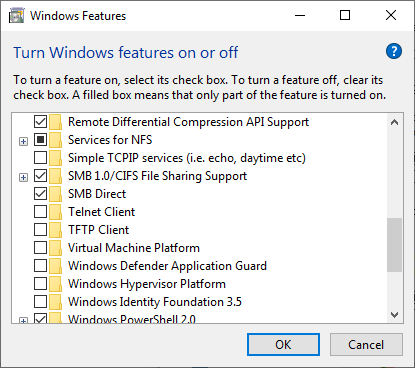 Windows Features
Turn Windows features on or off
?
To turn a feature on, select its check box. To turn a feature off, clear its
check box. A filled box means that only part of the feature is turned on.
Remote Differential Compression API Support
Services for NFS
Simple TCPIP services (i.e. echo, daytime etc)
SMB 1.0/CIFS File Sharing Support
SMB Direct
Telnet Client
TFTP Client
Virtual Machine Platform
Windows Defender Application Guard
Windows Hypervisor Platform
Windows Identity Foundation 3.5
Windows PowerShell 2.0
OK
Cancel